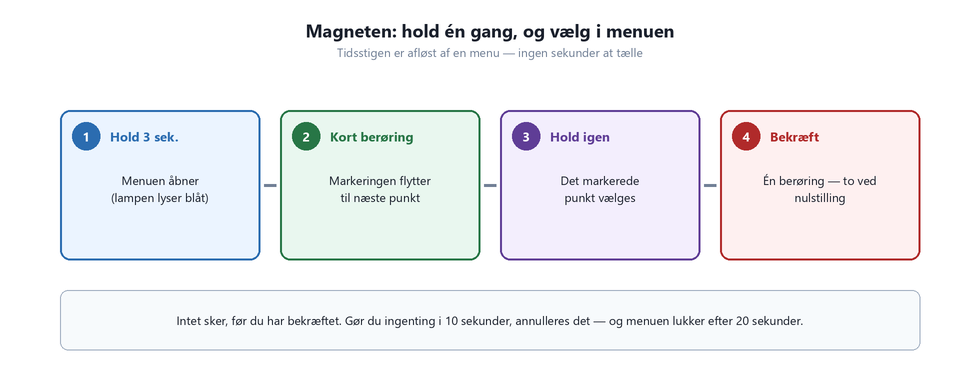 Magneten: hold én gang, og vælg i menuen
Tidsstigen er afløst af en menu — ingen sekunder at tælle
1 Hold 3 sek.
Menuen åbner
(lampen lyser blåt)
2 Kort berøring
Markeringen flytter
til næste punkt
3 Hold igen
Det markerede
punkt vælges
4 Bekræft
Én berøring — to ved
nulstilling
Intet sker, før du har bekræftet. Gør du ingenting i 10 sekunder, annulleres det — og menuen lukker efter 20 sekunder.